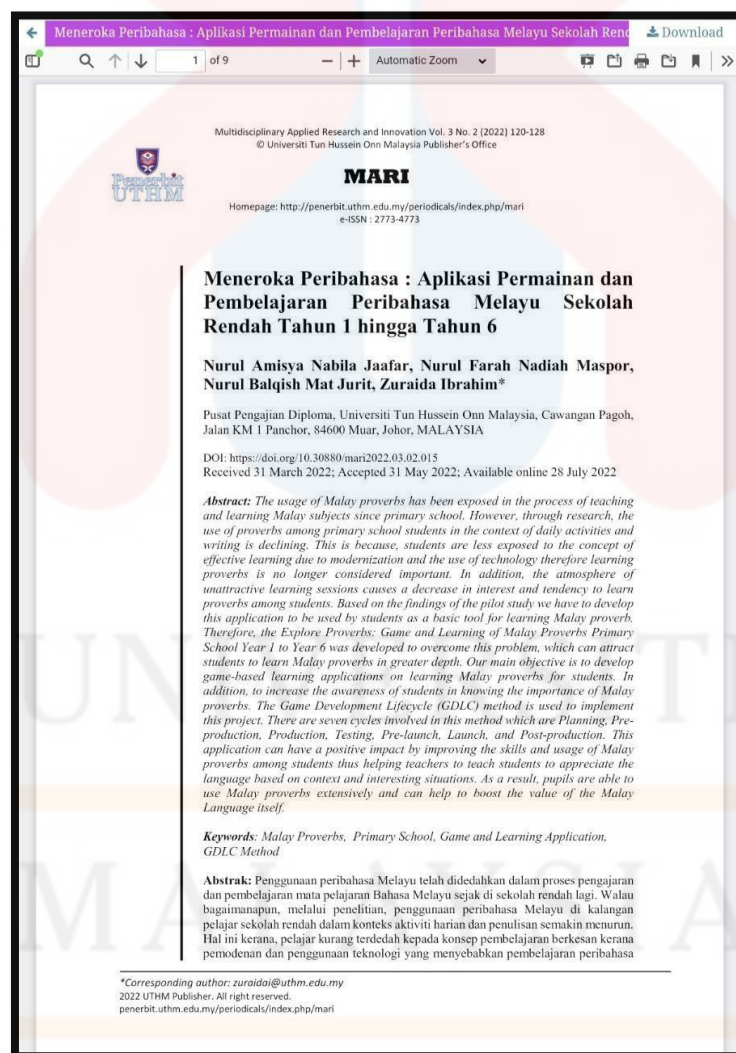 Meneroka Peribahasa : Aplikasi Permainan dan Pembelajaran Peribahasa Melayu Sekolah Rend
Download
1 of 9
Automatic Zoom
Multidisciplinary Applied Research and Innovation Vol. 3 No. 2 (2022) 120-128
© Universiti Tun Hussein Onn Malaysia Publisher's Office
Penerbit
UTHM
MARI
Homepage: http://penerbit.uthm.edu.my/periodicals/index.php/mari
e-ISSN : 2773-4773
Meneroka Peribahasa : Aplikasi Permainan dan
Pembelajaran Peribahasa Melayu Sekolah
Rendah Tahun 1 hingga Tahun 6
Nurul Amisya Nabila Jaafar, Nurul Farah Nadiah Maspor,
Nurul Balqish Mat Jurit, Zuraida Ibrahim*
Pusat Pengajian Diploma, Universiti Tun Hussein Onn Malaysia, Cawangan Pagoh,
Jalan KM 1 Panchor, 84600 Muar, Johor, MALAYSIA
DOI: https://doi.org/10.30880/mari2022.03.02.015
Received 31 March 2022; Accepted 31 May 2022; Available online 28 July 2022
Abstract: The usage of Malay proverbs has been exposed in the process of teaching
and learning Malay subjects since primary school. However, through research, the
use of proverbs among primary school students in the context of daily activities and
writing is declining. This is because, students are less exposed to the concept of
effective learning due to modernization and the use of technology therefore learning
proverbs is no longer considered important. In addition, the atmosphere of
unattractive learning sessions causes a decrease in interest and tendency to learn
proverbs among students. Based on the findings of the pilot study we have to develop
this application to be used by students as a basic tool for learning Malay proverb.
Therefore, the Explore Proverbs: Game and Learning of Malay Proverbs Primary
School Year 1 to Year 6 was developed to overcome this problem, which can attract
students to learn Malay proverbs in greater depth. Our main objective is to develop
game-based learning applications on learning Malay proverbs for students. In
addition, to increase the awareness of students in knowing the importance of Malay
proverbs. The Game Development Lifecycle (GDLC) method is used to implement
this project. There are seven cycles involved in this method which are Planning, Pre-
production, Production, Testing, Pre-launch, Launch, and Post-production. This
application can have a positive impact by improving the skills and usage of Malay
proverbs among students thus helping teachers to teach students to appreciate the
language based on context and interesting situations. As a result, pupils are able to
use Malay proverbs extensively and can help to boost the value of the Malay
Language itself.
Keywords: Malay Proverbs, Primary School, Game and Learning Application,
GDLC Method
Abstrak: Penggunaan peribahasa Melayu telah didedahkan dalam proses pengajaran
dan pembelajaran mata pelajaran Bahasa Melayu sejak di sekolah rendah lagi. Walau
bagaimanapun, melalui penelitian, penggunaan peribahasa Melayu di kalangan
pelajar sekolah rendah dalam konteks aktiviti harian dan penulisan semakin menurun.
Hal ini kerana, pelajar kurang terdedah kepada konsep pembelajaran berkesan kerana
pemodenan dan penggunaan teknologi yang menyebabkan pembelajaran peribahasa
*Corresponding author: zuraidai@uthm.edu.my
2022 UTHM Publisher. All right reserved.
penerbit.uthm.edu.my/periodicals/index.php/mari